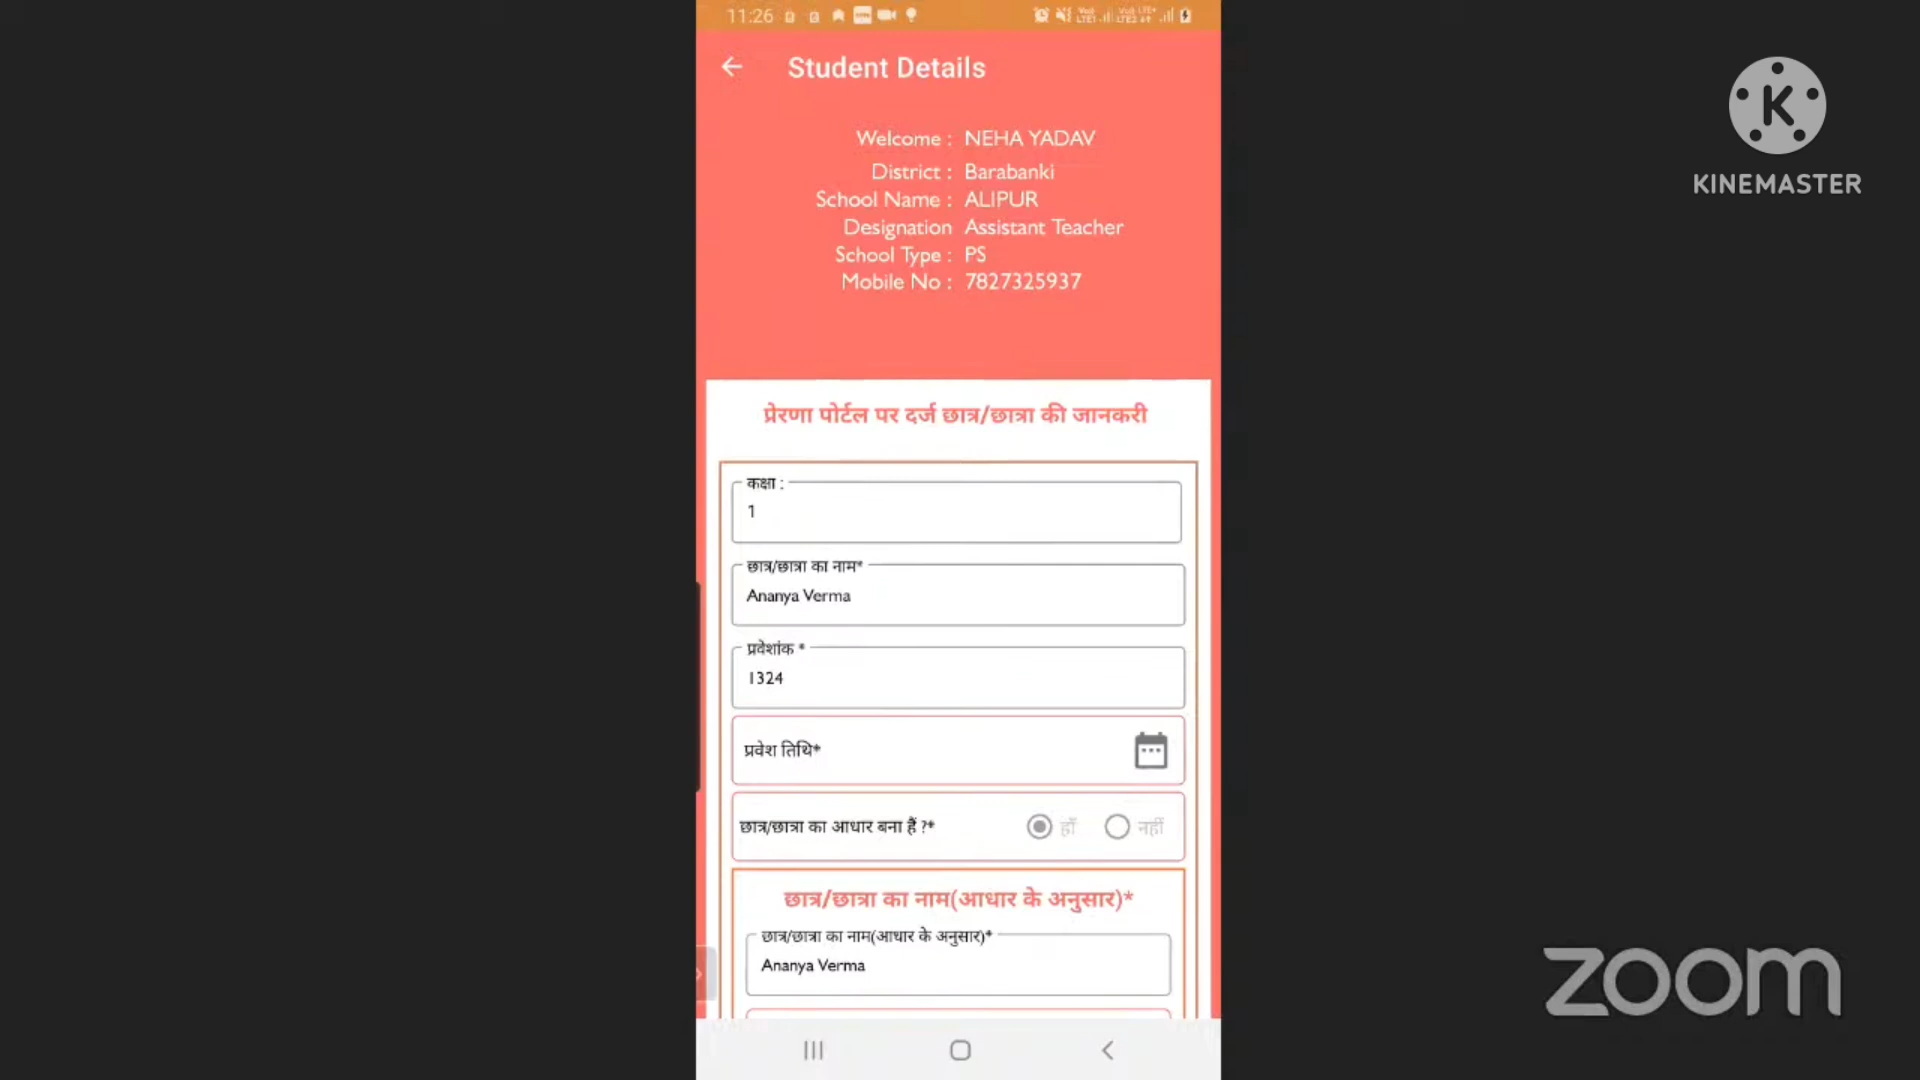 11:26
Student Details
KINEMASTER
Welcome : NEHA YADAV
District : Barabanki
School Name : ALIPUR
Designation Assistant Teacher
School Type : PS
Mobile No : 7827325937
प्रेरणा पोर्टल पर दर्ज छात्र/छात्रा की जानकरी
कक्षा :
1
छात्र/छात्रा का नाम*
Ananya Verma
प्रवेशांक *
1324
प्रवेश तिथि*
छात्र/छात्रा का आधार बना हैं ?* हाँ नहीं
छात्र/छात्रा का नाम(आधार के अनुसार)*
छात्र/छात्रा का नाम(आधार के अनुसार)*
Ananya Verma
zoom